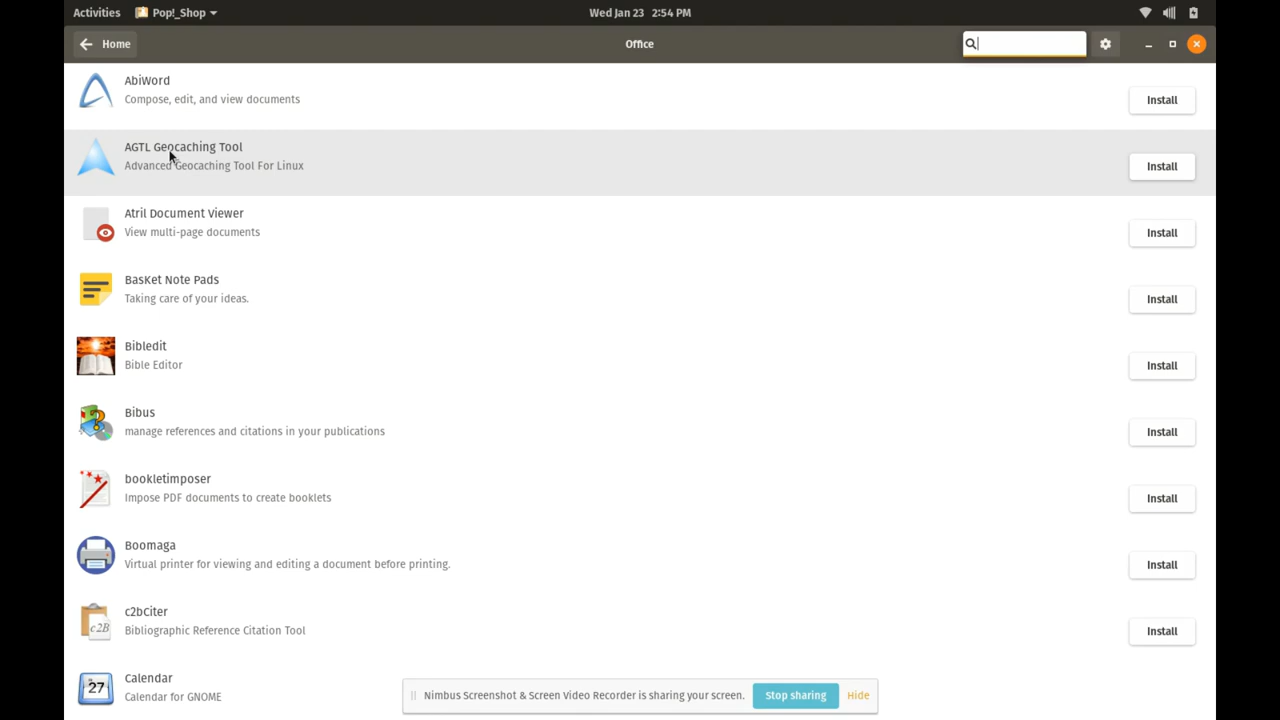 Activities Pop!_Shop Wed Jan 23 2:54 PM
Home Office
AbiWord
Compose, edit, and view documents
Install
AGTL Geocaching Tool
Advanced Geocaching Tool For Linux
Install
Atril Document Viewer
View multi-page documents
Install
BasKet Note Pads
Taking care of your ideas.
Install
Bibledit
Bible Editor
Install
Bibus
manage references and citations in your publications
Install
bookletimposer
Impose PDF documents to create booklets
Install
Boomaga
Virtual printer for viewing and editing a document before printing.
Install
c2B
c2bCiter
Bibliographic Reference Citation Tool
Install
27
Calendar
Calendar for GNOME
Nimbus Screenshot & Screen Video Recorder is sharing your screen. Stop sharing Hide